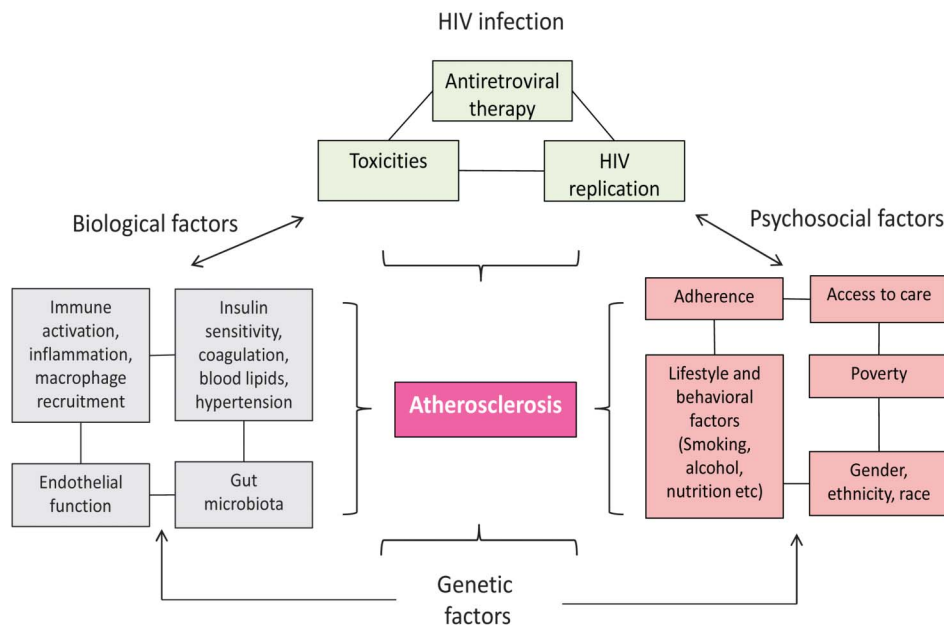 HIV infection
Antiretroviral
therapy
Toxicities
HIV
replication
Biological factors
Psychosocial factors
Immune
activation,
inflammation,
macrophage
recruitment
Insulin
sensitivity,
coagulation,
blood lipids,
hypertension
Endothelial
function
Gut
microbiota
Atherosclerosis
Adherence
Access to care
Lifestyle and
behavioral
factors
(Smoking,
alcohol,
nutrition etc)
Poverty
Gender,
ethnicity, race
Genetic
factors